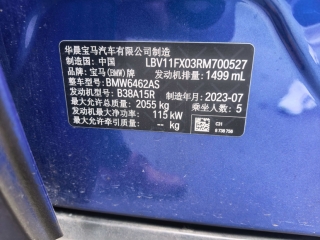 华晨宝马汽车有限公司制造
制造国: 中国 LBV11FX03RM700527
品牌: 宝马(BMW)牌 发动机排量: 1499 mL
整车型号: BMW6462AS
发动机型号: B38A15R 制造年月: 2023-07
最大允许总质量: 2055 kg 乘坐人数: 5
发动机最大净功率: 115 kW
最大允许牵引质量: -- kg C31